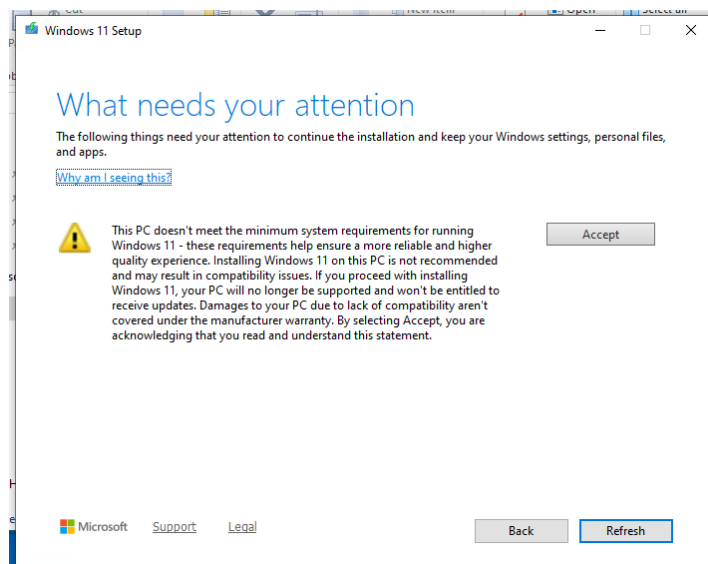 Cut
New item
Open
Select all
Windows 11 Setup
What needs your attention
The following things need your attention to continue the installation and keep your Windows settings, personal files,
and apps.
Why am I seeing this?
This PC doesn't meet the minimum system requirements for running
Windows 11 - these requirements help ensure a more reliable and higher
quality experience. Installing Windows 11 on this PC is not recommended
and may result in compatibility issues. If you proceed with installing
Windows 11, your PC will no longer be supported and won't be entitled to
receive updates. Damages to your PC due to lack of compatibility aren't
covered under the manufacturer warranty. By selecting Accept, you are
acknowledging that you read and understand this statement.
Accept
Microsoft
Support
Legal
Back
Refresh